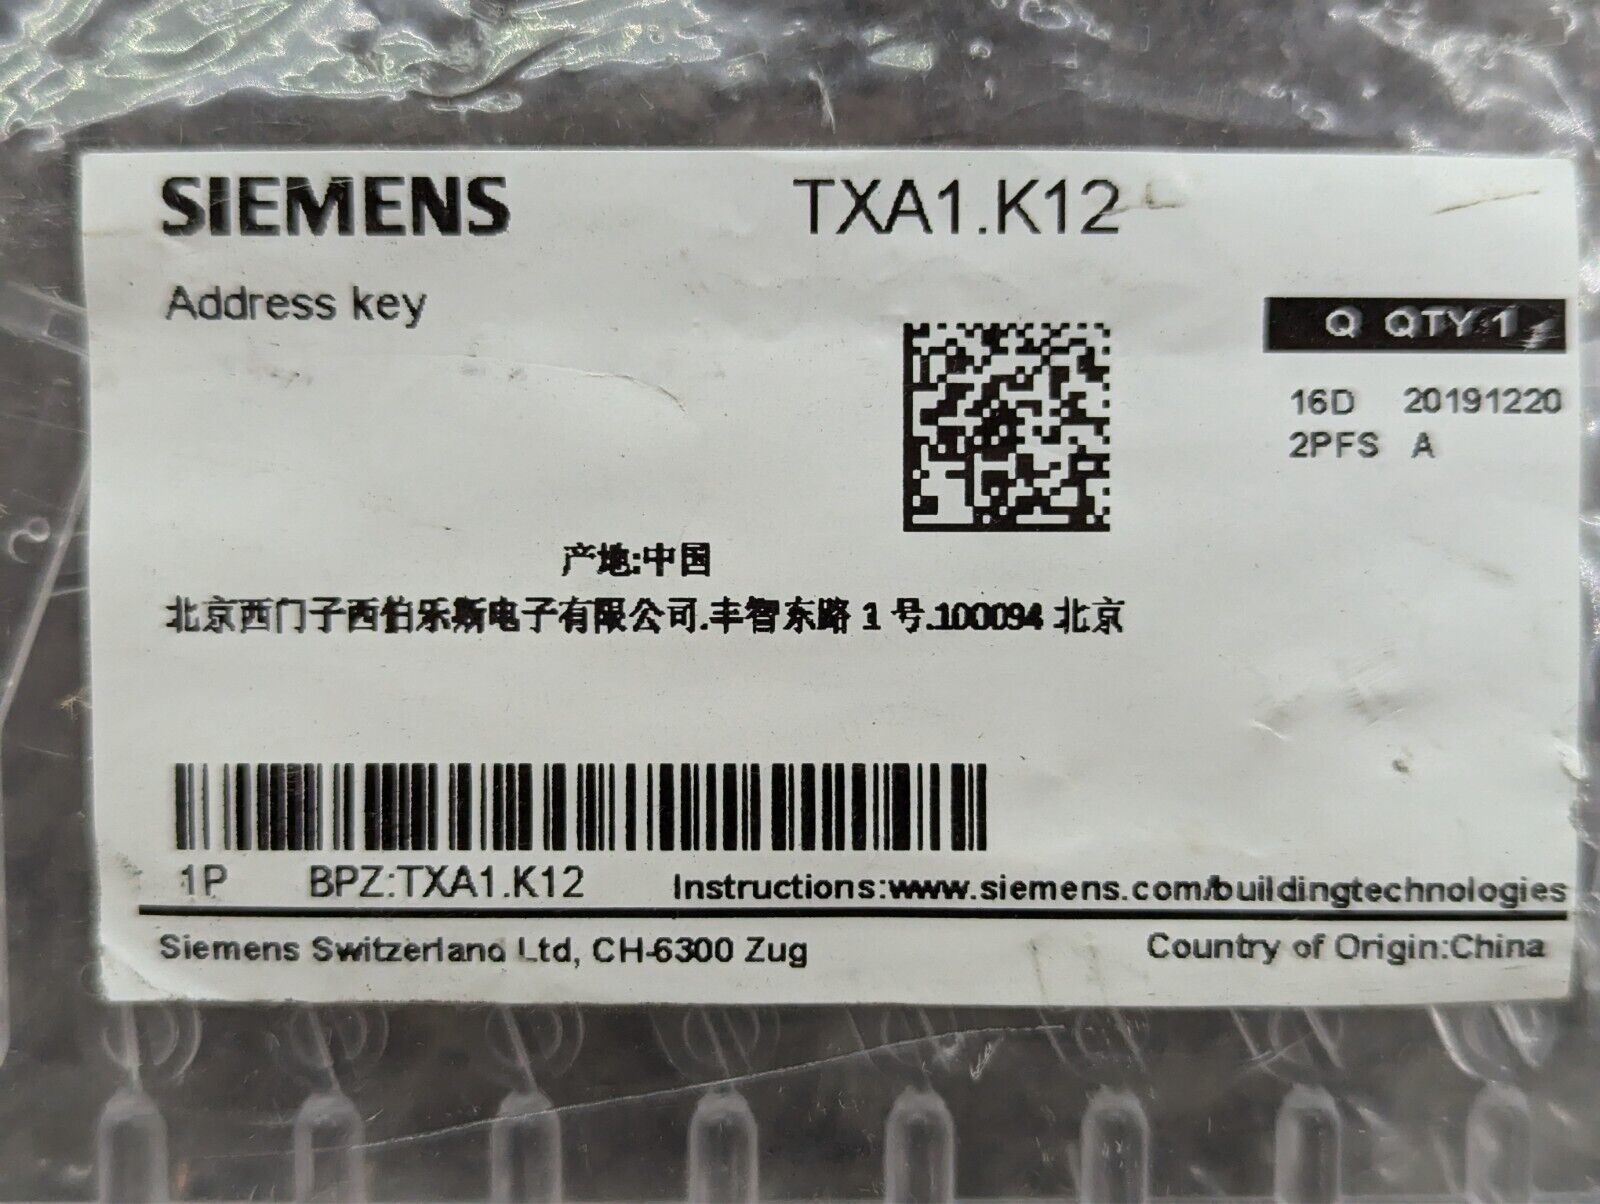 SIEMENS TXA1.K12
Address key
Q QTY 1
16D 20191220
2PFS A
产地:中国
北京西门子西伯乐斯电子有限公司.丰智东路 1 号.100094 北京
1P BPZ:TXA1.K12 Instructions:www.siemens.com/buildingtechnologies
Siemens Switzerland Ltd, CH-6300 Zug Country of Origin:China